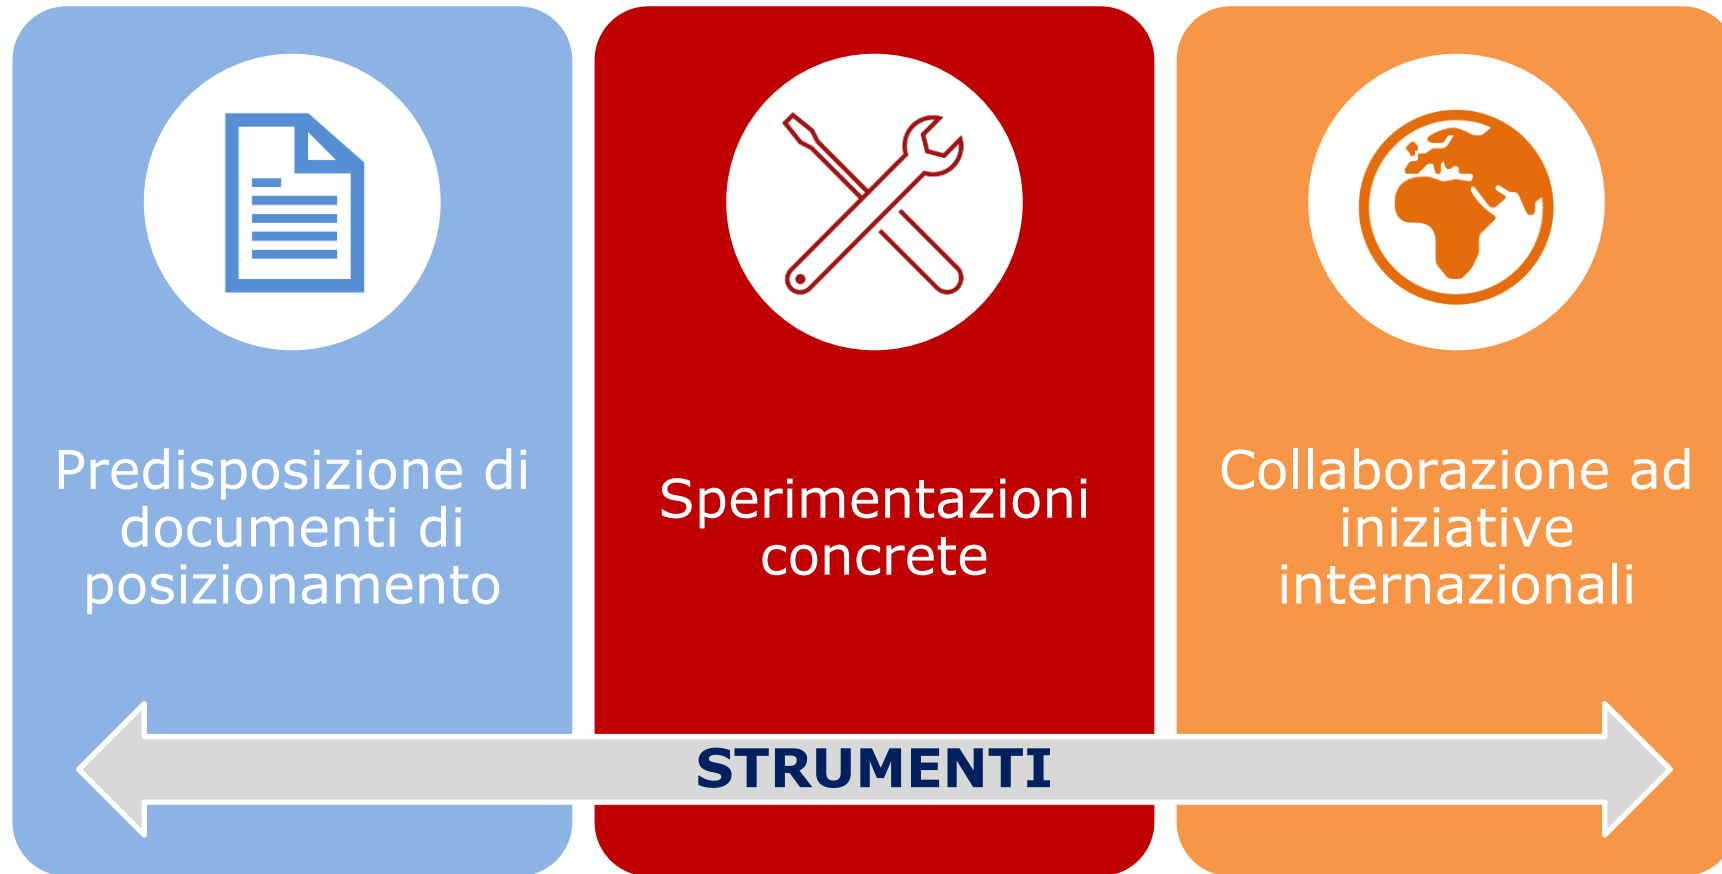 Predisposizione di
documenti di
posizionamento
Sperimentazioni
concrete
Collaborazione ad
iniziative
internazionali
STRUMENTI